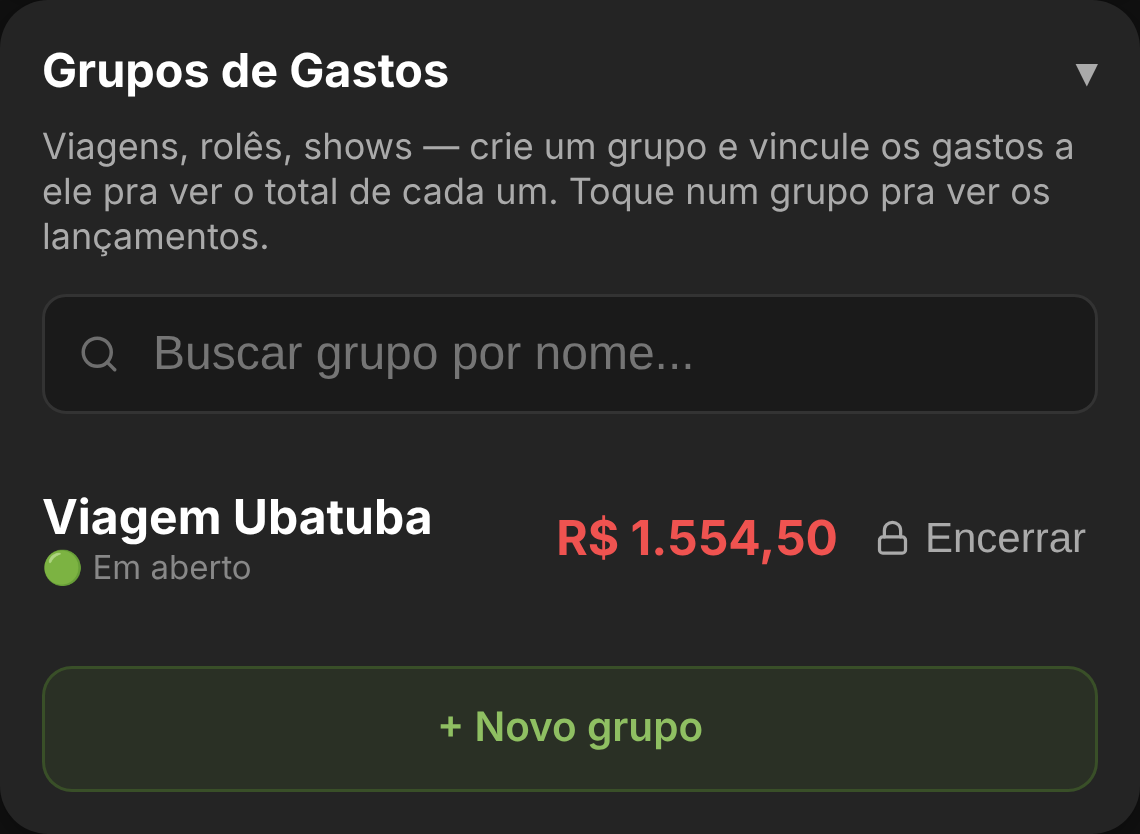 Grupos de Gastos ▼
Viagens, rolês, shows — crie um grupo e vincule os gastos a
ele pra ver o total de cada um. Toque num grupo pra ver os
lançamentos.
Buscar grupo por nome...
Viagem Ubatuba
Em aberto
R$ 1.554,50
Encerrar
+ Novo grupo